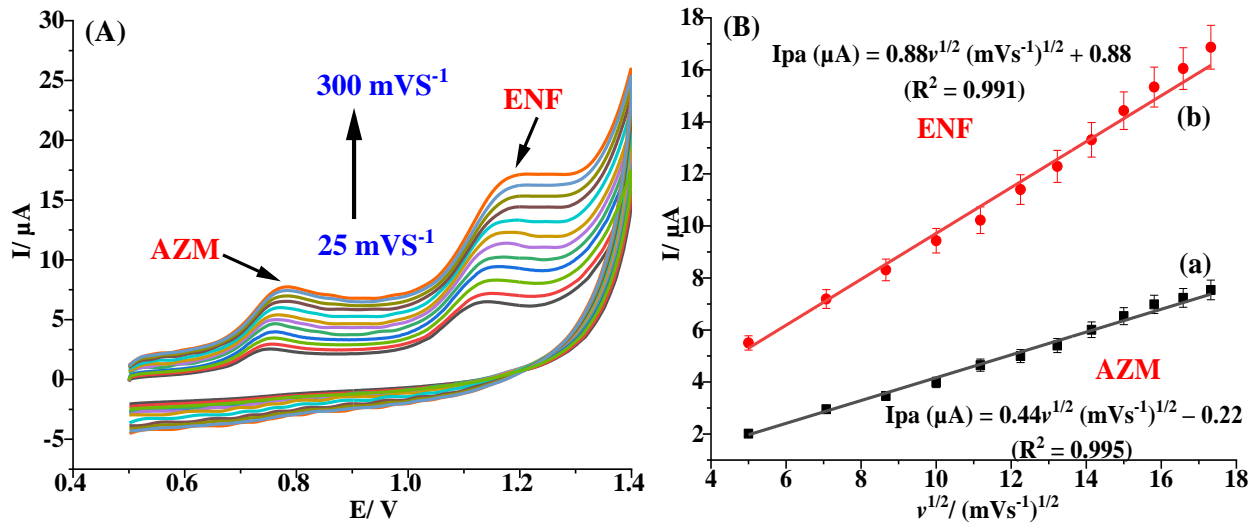 (A)
300 mVS⁻¹
25 mVS⁻¹
AZM
ENF
I/ µA
30
25
20
15
10
5
0
-5
0.4
0.6
0.8
1.0
1.2
1.4
E/ V
(B)
Ipa (µA) = 0.88v¹/² (mVs⁻¹)¹/² + 0.88
(R² = 0.991)
ENF
(b)
(a)
AZM
Ipa (µA) = 0.44v¹/² (mVs⁻¹)¹/² – 0.22
(R² = 0.995)
I/ µA
18
16
14
12
10
8
6
4
2
4
6
8
10
12
14
16
18
v¹/²/ (mVs⁻¹)¹/²